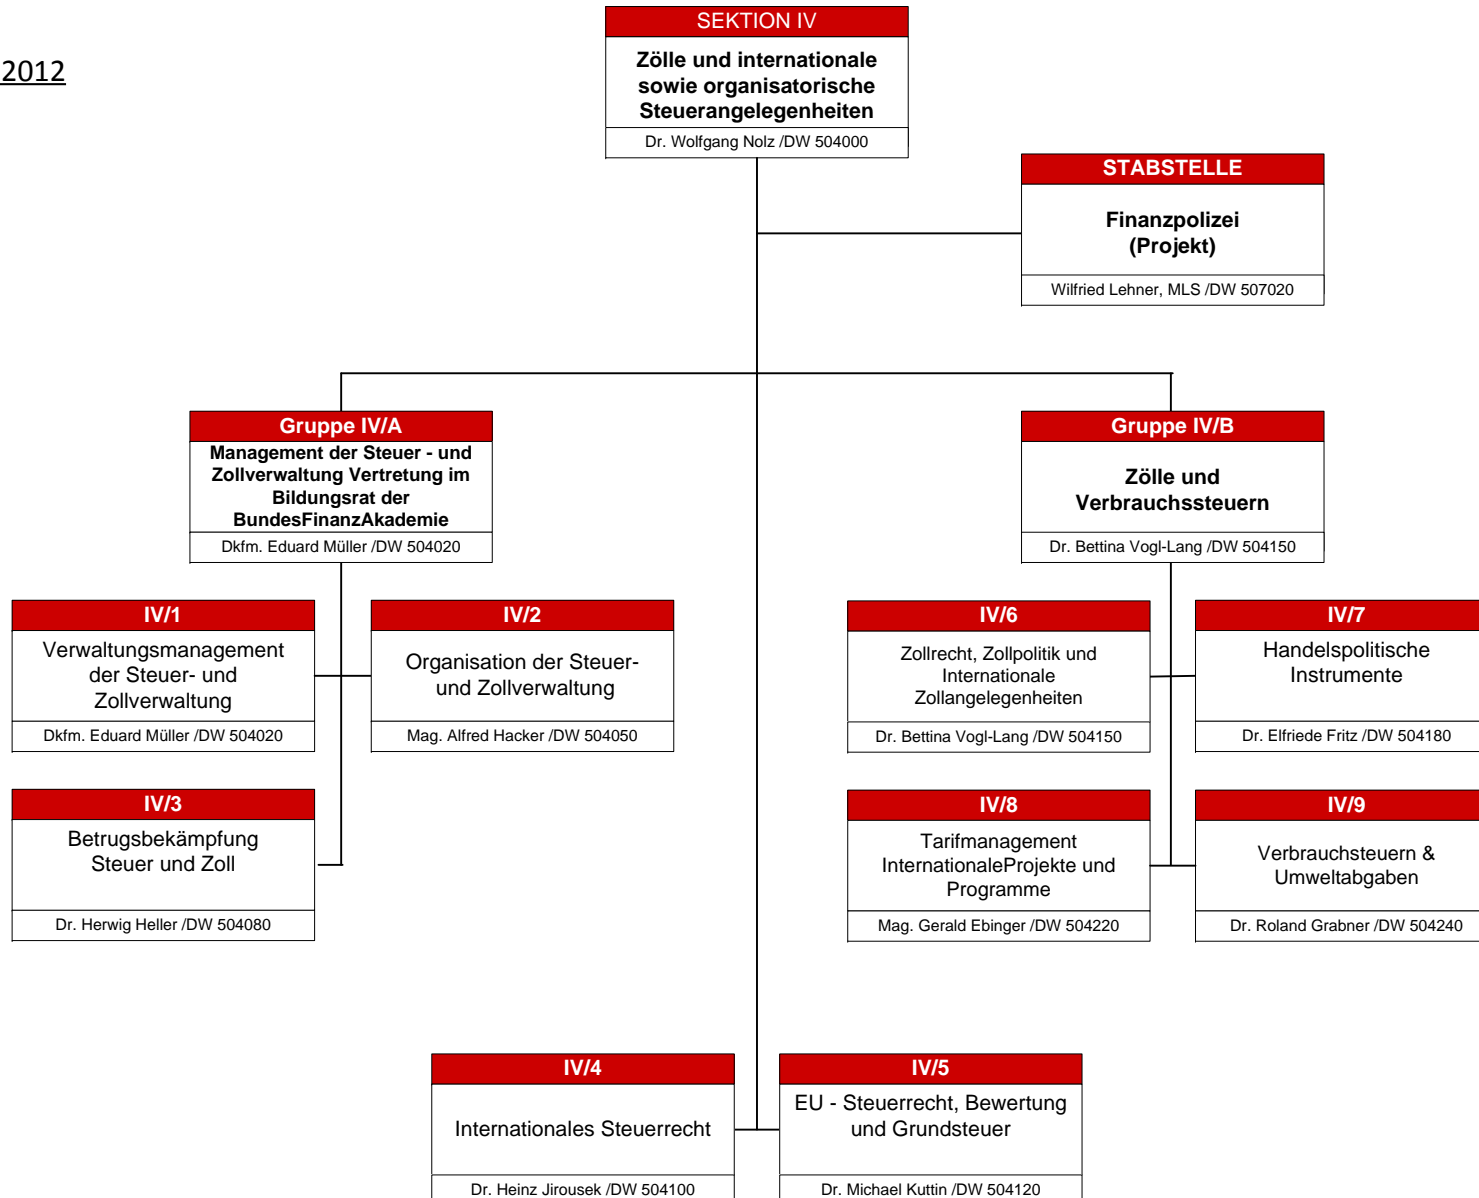 2012
SEKTION IV
Zölle und internationale
sowie organisatorische
Steuerangelegenheiten
Dr. Wolfgang Nolz /DW 504000
STABSTELLE
Finanzpolizei
(Projekt)
Wilfried Lehner, MLS /DW 507020
Gruppe IV/A
Management der Steuer - und
Zollverwaltung Vertretung im
Bildungsrat der
BundesFinanzAkademie
Dkfm. Eduard Müller /DW 504020
Gruppe IV/B
Zölle und
Verbrauchssteuern
Dr. Bettina Vogl-Lang /DW 504150
IV/1
Verwaltungsmanagement
der Steuer- und
Zollverwaltung
Dkfm. Eduard Müller /DW 504020
IV/2
Organisation der Steuer-
und Zollverwaltung
Mag. Alfred Hacker /DW 504050
IV/6
Zollrecht, Zollpolitik und
Internationale
Zollangelegenheiten
Dr. Bettina Vogl-Lang /DW 504150
IV/7
Handelspolitische
Instrumente
Dr. Elfriede Fritz /DW 504180
IV/3
Betrugsbekämpfung
Steuer und Zoll
Dr. Herwig Heller /DW 504080
IV/8
Tarifmanagement
InternationaleProjekte und
Programme
Mag. Gerald Ebinger /DW 504220
IV/9
Verbrauchsteuern &
Umweltabgaben
Dr. Roland Grabner /DW 504240
IV/4
Internationales Steuerrecht
Dr. Heinz Jirousek /DW 504100
IV/5
EU - Steuerrecht, Bewertung
und Grundsteuer
Dr. Michael Kuttin /DW 504120